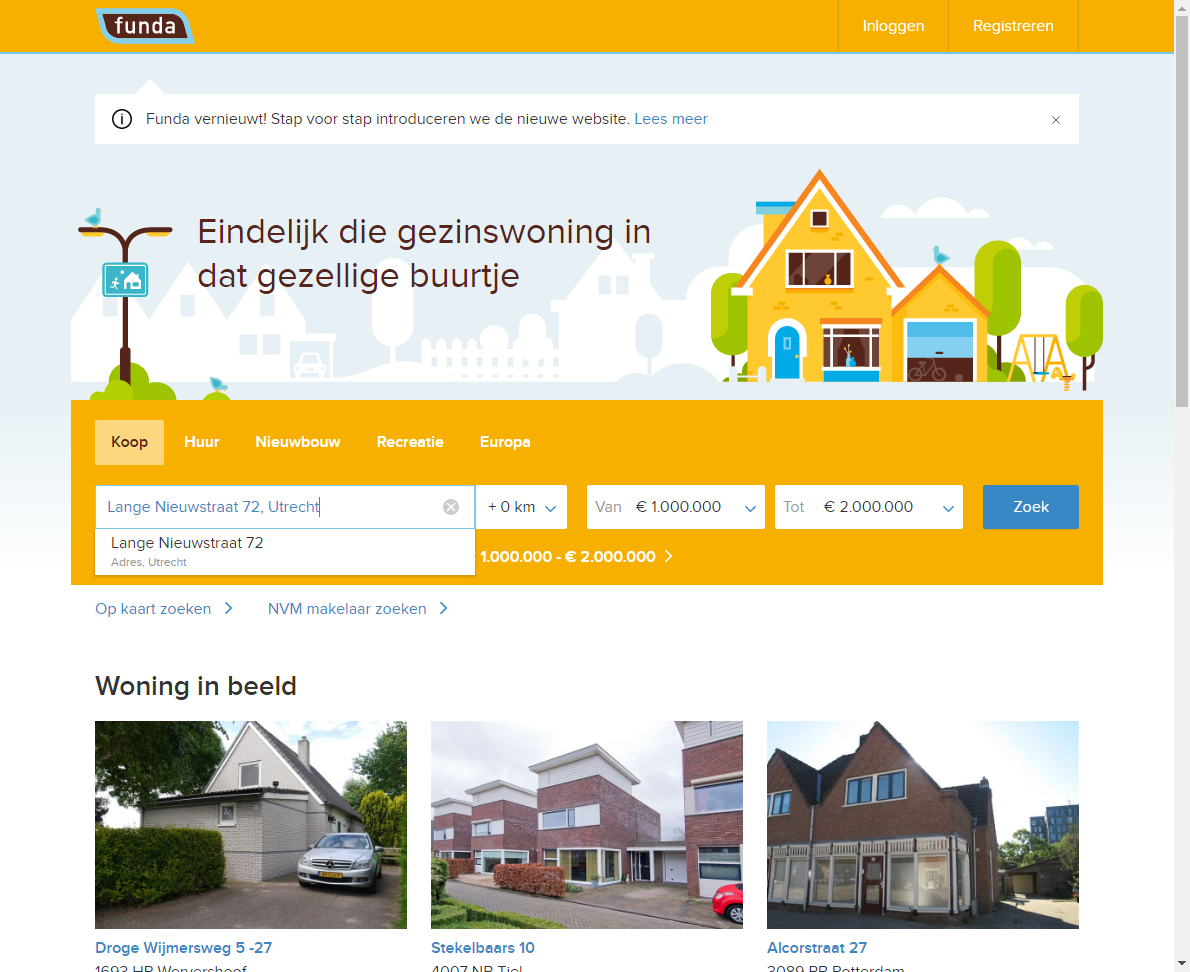 funda
Inloggen
Registreren
Funda vernieuwt! Stap voor stap introduceren we de nieuwe website. Lees meer
Eindelijk die gezinswoning in
dat gezellige buurtje
Koop Huur Nieuwbouw Recreatie Europa
Lange Nieuwstraat 72, Utrecht + 0 km Van € 1.000.000 Tot € 2.000.000 Zoek
Lange Nieuwstraat 72
Adres, Utrecht
1.000.000 - € 2.000.000
Op kaart zoeken NVM makelaar zoeken
Woning in beeld
Droge Wijmersweg 5 -27 Stekelbaars 10 Alcorstraat 27
1693 HP Wervershoof 4007 NB Tiel Rotterdam